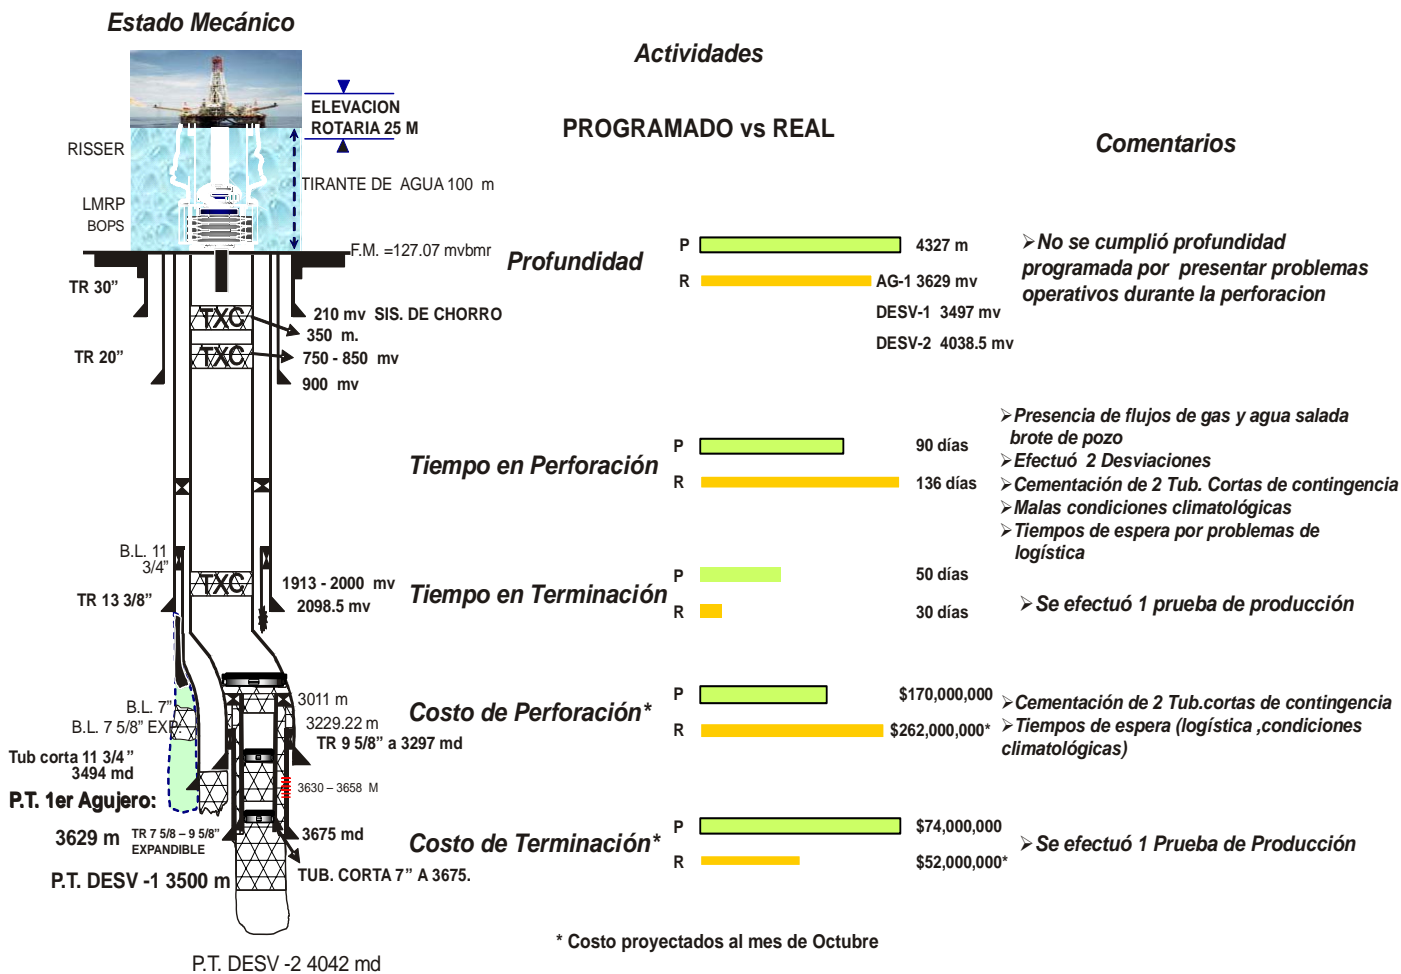 Estado Mecánico
Actividades
PROGRAMADO vs REAL
Comentarios
ELEVACION
ROTARIA 25 M
RISSER
TIRANTE DE AGUA 100 m
LMRP
BOPS
F.M. =127.07 mvbmr
TR 30”
210 mv SIS. DE CHORRO
TXC
350 m.
TR 20”
TXC
750 - 850 mv
900 mv
B.L. 11
3/4”
TXC
1913 - 2000 mv
TR 13 3/8”
2098.5 mv
3011 m
B.L. 7”
3229.22 m
B.L. 7 5/8” EXP.
TR 9 5/8” a 3297 md
Tub corta 11 3/4 ”
3494 md
3630 – 3658 M
P.T. 1er Agujero:
3629 m
TR 7 5/8 – 9 5/8”
EXPANDIBLE
3675 md
TUB. CORTA 7” A 3675.
P.T. DESV -1 3500 m
P.T. DESV -2 4042 md
Profundidad
P
4327 m
R
AG-1 3629 mv
DESV-1 3497 mv
DESV-2 4038.5 mv
➢No se cumplió profundidad
programada por presentar problemas
operativos durante la perforacion
Tiempo en Perforación
P
90 días
R
136 días
➢Presencia de flujos de gas y agua salada
brote de pozo
➢Efectuó 2 Desviaciones
➢Cementación de 2 Tub. Cortas de contingencia
➢Malas condiciones climatológicas
➢Tiempos de espera por problemas de
logística
Tiempo en Terminación
P
50 días
R
30 días
➢Se efectuó 1 prueba de producción
Costo de Perforación*
P
$170,000,000
R
$262,000,000*
➢Cementación de 2 Tub.cortas de contingencia
➢Tiempos de espera (logística ,condiciones
climatológicas)
Costo de Terminación*
P
$74,000,000
R
$52,000,000*
➢Se efectuó 1 Prueba de Producción
* Costo proyectados al mes de Octubre